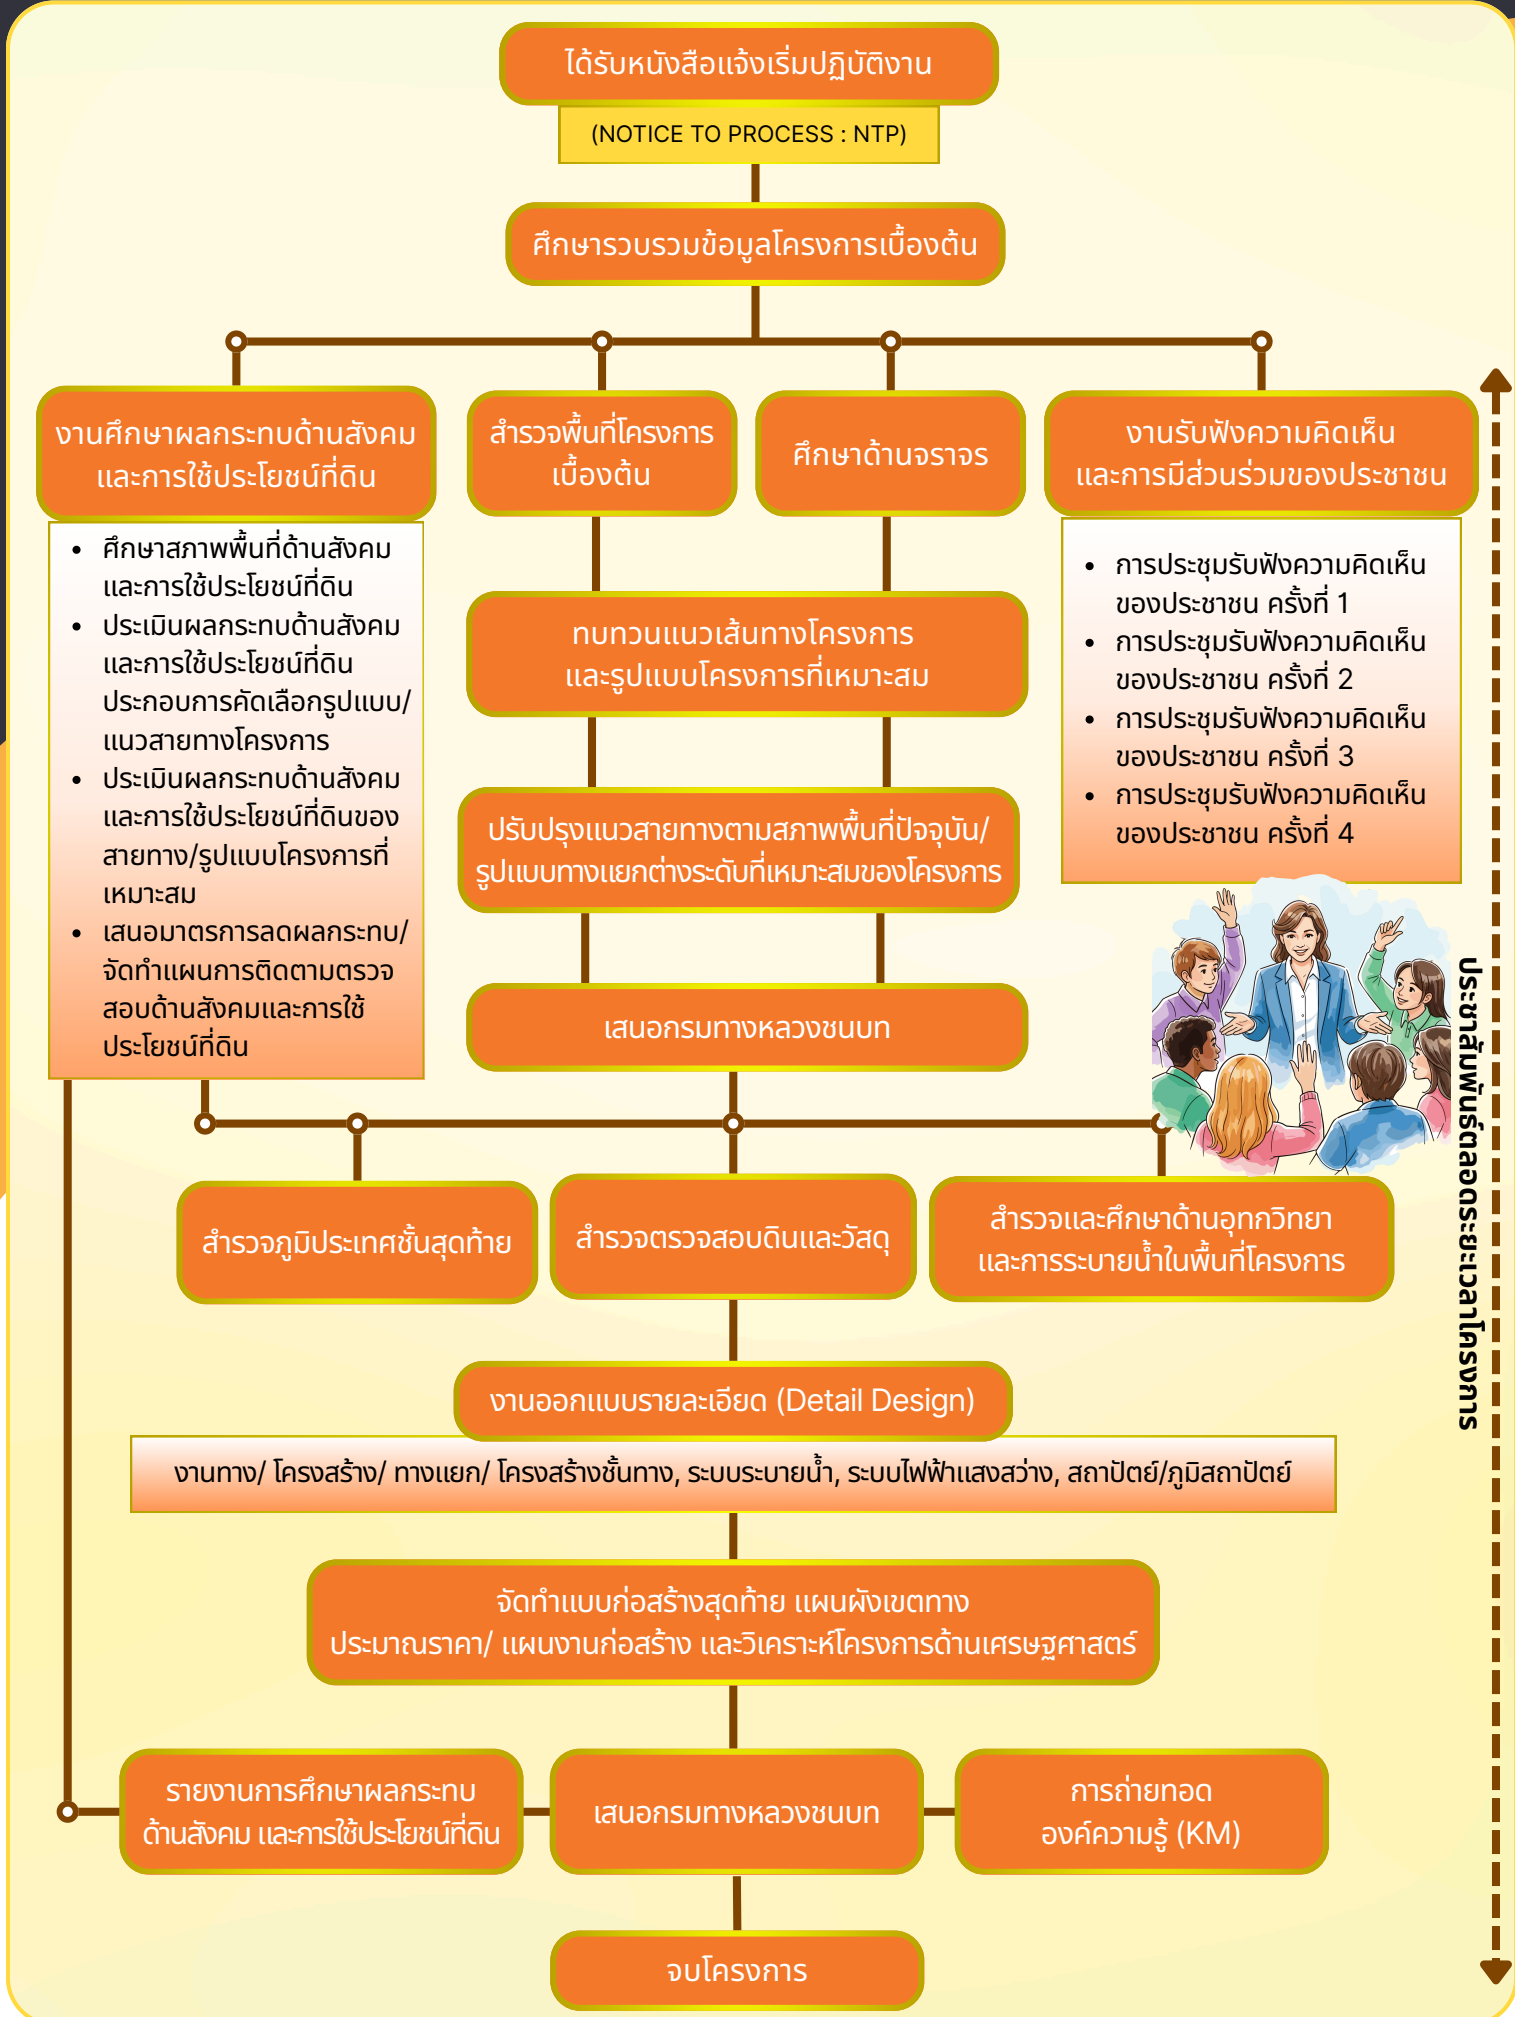 ได้รับหนังสือแจ้งเริ่มปฏิบัติงาน
(NOTICE TO PROCESS : NTP)
ศึกษารวบรวมข้อมูลโครงการเบื้องต้น
งานศึกษาผลกระทบด้านสังคม
และการใช้ประโยชน์ที่ดิน
• ศึกษาสภาพพื้นที่ด้านสังคม
และการใช้ประโยชน์ที่ดิน
• ประเมินผลกระทบด้านสังคม
และการใช้ประโยชน์ที่ดิน
ประกอบการคัดเลือกรูปแบบ/
แนวสายทางโครงการ
• ประเมินผลกระทบด้านสังคม
และการใช้ประโยชน์ที่ดินของ
สายทาง/รูปแบบโครงการที่
เหมาะสม
• เสนอมาตรการลดผลกระทบ/
จัดทำแผนการติดตามตรวจ
สอบด้านสังคมและการใช้
ประโยชน์ที่ดิน
สำรวจพื้นที่โครงการ
เบื้องต้น
ศึกษาด้านจราจร
ทบทวนแนวเส้นทางโครงการ
และรูปแบบโครงการที่เหมาะสม
ปรับปรุงแนวสายทางตามสภาพพื้นที่ปัจจุบัน/
รูปแบบทางแยกต่างระดับที่เหมาะสมของโครงการ
เสนอกรมทางหลวงชนบท
งานรับฟังความคิดเห็น
และการมีส่วนร่วมของประชาชน
• การประชุมรับฟังความคิดเห็น
ของประชาชน ครั้งที่ 1
• การประชุมรับฟังความคิดเห็น
ของประชาชน ครั้งที่ 2
• การประชุมรับฟังความคิดเห็น
ของประชาชน ครั้งที่ 3
• การประชุมรับฟังความคิดเห็น
ของประชาชน ครั้งที่ 4
ประชาสัมพันธ์ตลอดระยะเวลาโครงการ
สำรวจภูมิประเทศชั้นสุดท้าย
สำรวจตรวจสอบดินและวัสดุ
สำรวจและศึกษาด้านอุทกวิทยา
และการระบายน้ำในพื้นที่โครงการ
งานออกแบบรายละเอียด (Detail Design)
งานทาง/ โครงสร้าง/ ทางแยก/ โครงสร้างชั้นทาง, ระบบระบายน้ำ, ระบบไฟฟ้าแสงสว่าง, สถาปัตย์/ภูมิสถาปัตย์
จัดทำแบบก่อสร้างสุดท้าย แผนผังเขตทาง
ประมาณราคา/ แผนงานก่อสร้าง และวิเคราะห์โครงการด้านเศรษฐศาสตร์
รายงานการศึกษาผลกระทบ
ด้านสังคม และการใช้ประโยชน์ที่ดิน
เสนอกรมทางหลวงชนบท
การถ่ายทอด
องค์ความรู้ (KM)
จบโครงการ